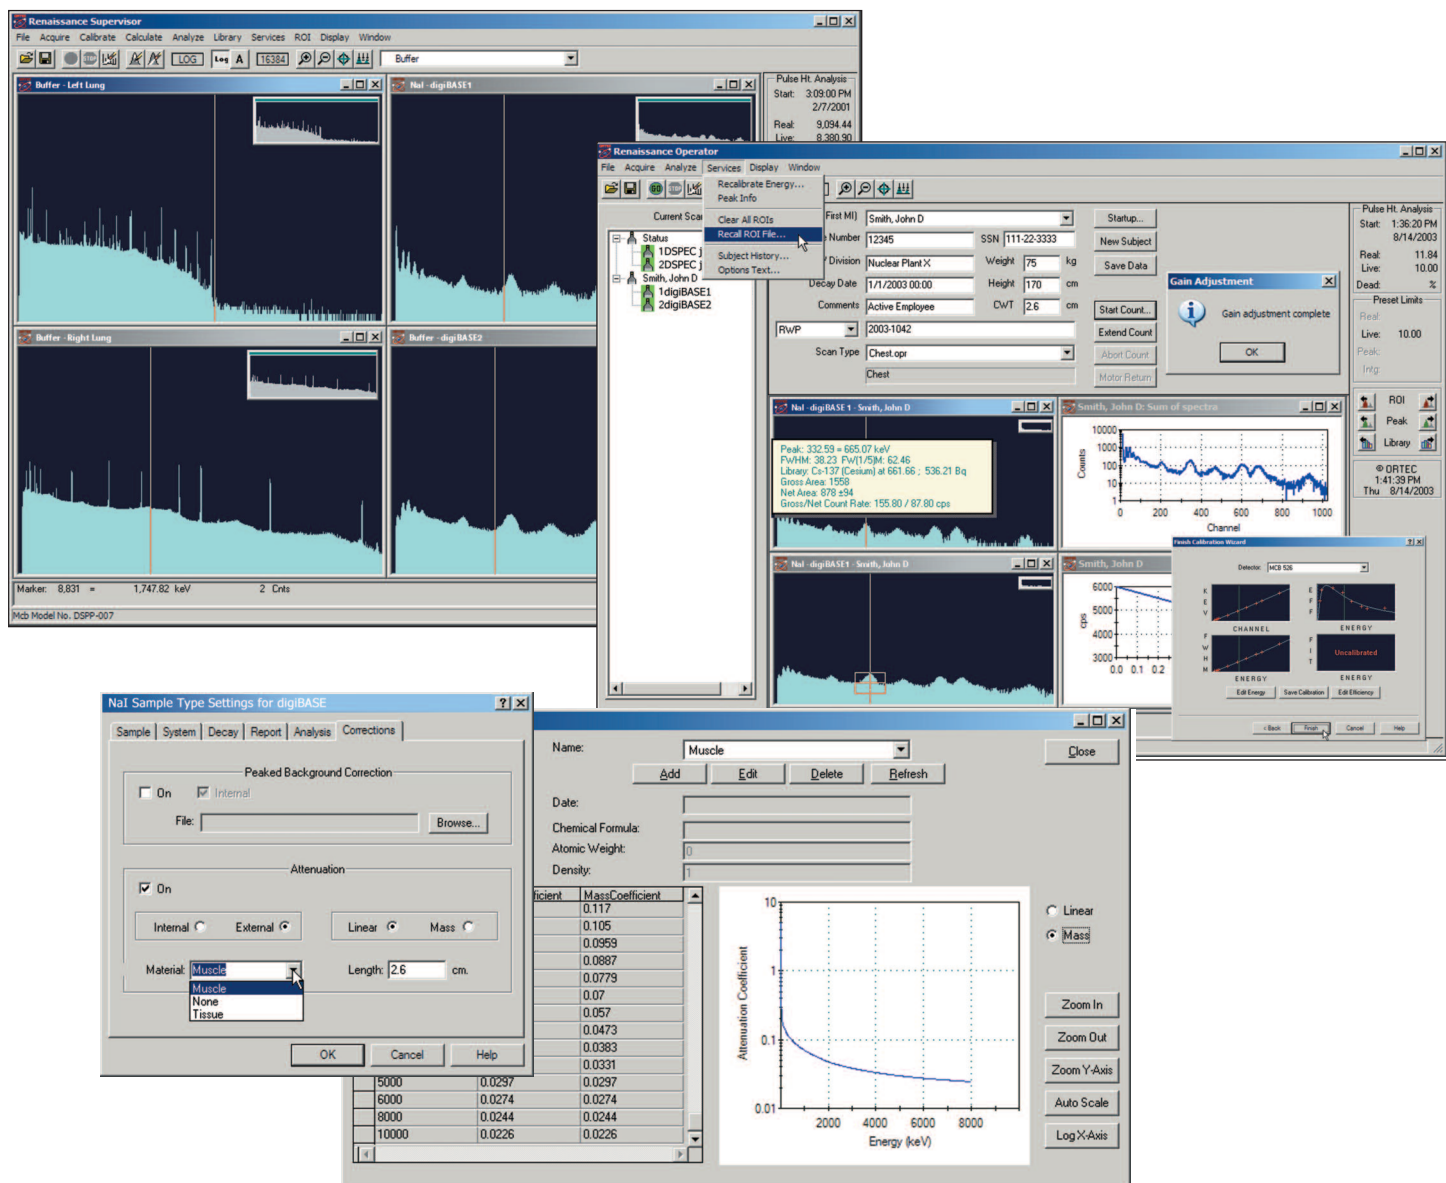 Renaissance Supervisor
File Acquire Calibrate Calculate Analyze Library Services ROI Display Window
STOP LOG Log A 16384 Buffer
Buffer - Left Lung
NaI - digiBASE1
Pulse Ht. Analysis
Start: 3:09:00 PM
2/7/2001
Real: 9,094.44
Live: 8,380.90
Buffer - Right Lung
Buffer - digiBASE2
Marker: 8,831 = 1,747.82 keV 2 Cnts
Mcb Model No. DSPP-007
Renaissance Operator
File Acquire Analyze Services Display Window
GO STOP
Recalibrate Energy...
Peak Info
Clear All ROIs
Recall ROI File...
Subject History...
Options Text...
Current Sca
Status
1DSPEC j
2DSPEC j
Smith, John D
1digiBASE1
2digiBASE2
First MI) Smith, John D
Number 12345 SSN 111-22-3333
Division Nuclear Plant X Weight 75 kg
Decay Date 1/1/2003 00:00 Height 170 cm
Comments Active Employee CWT 2.6 cm
RWP 2003-1042
Scan Type Chest.opr
Chest
Startup...
New Subject
Save Data
Start Count...
Extend Count
Abort Count
Motor Return
Gain Adjustment
Gain adjustment complete
OK
Pulse Ht. Analysis
Start: 1:36:20 PM
8/14/2003
Real: 11.84
Live: 10.00
Dead: %
Preset Limits
Real:
Live: 10.00
Peak:
Intg:
ROI
Peak
Library
© ORTEC
1:41:39 PM
Thu 8/14/2003
NaI - digiBASE 1 - Smith, John D
Peak: 332.59 = 665.07 keV
FWHM: 38.23 FW(1/5)M: 62.46
Library: Cs-137 (Cesium) at 661.66 ; 536.21 Bq
Gross Area: 1558
Net Area: 878 ±94
Gross/Net Count Rate: 155.80 / 87.80 cps
Smith, John D: Sum of spectra
Counts
10000
1000
100
10
1
0 200 400 600 800 1000
Channel
NaI - digiBASE1 - Smith, John D
Smith, John D
cps
6000
5000
4000
3000
0.0 0.1 0.2
Finish Calibration Wizard
Detector: MCB 526
K E V
CHANNEL
E F F
ENERGY
F W H M
ENERGY
F I T
Uncalibrated
ENERGY
Edit Energy Save Calibration Edit Efficiency
< Back Finish Cancel Help
NaI Sample Type Settings for digiBASE
Sample System Decay Report Analysis Corrections
Peaked Background Correction
On Internal
File: Browse...
Attenuation
On
Internal External Linear Mass
Material: Muscle Length: 2.6 cm.
Muscle
None
Tissue
OK Cancel Help
Name: Muscle Close
Add Edit Delete Refresh
Date:
Chemical Formula:
Atomic Weight: 0
Density: 1
ficient MassCoefficient
0.117
0.105
0.0959
0.0887
0.0779
0.07
0.057
0.0473
0.0383
0.0331
5000 0.0297 0.0297
6000 0.0274 0.0274
8000 0.0244 0.0244
10000 0.0226 0.0226
Attenuation Coefficient
10
1
0.1
0.01
2000 4000 6000 8000
Energy (keV)
Linear
Mass
Zoom In
Zoom Out
Zoom Y-Axis
Auto Scale
Log X-Axis